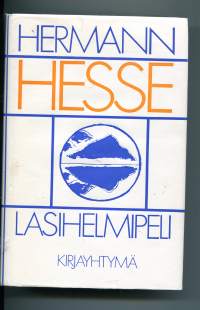 HERMANN
HESSE
LASIHELMIPELI
KIRJAYHTYMÄ